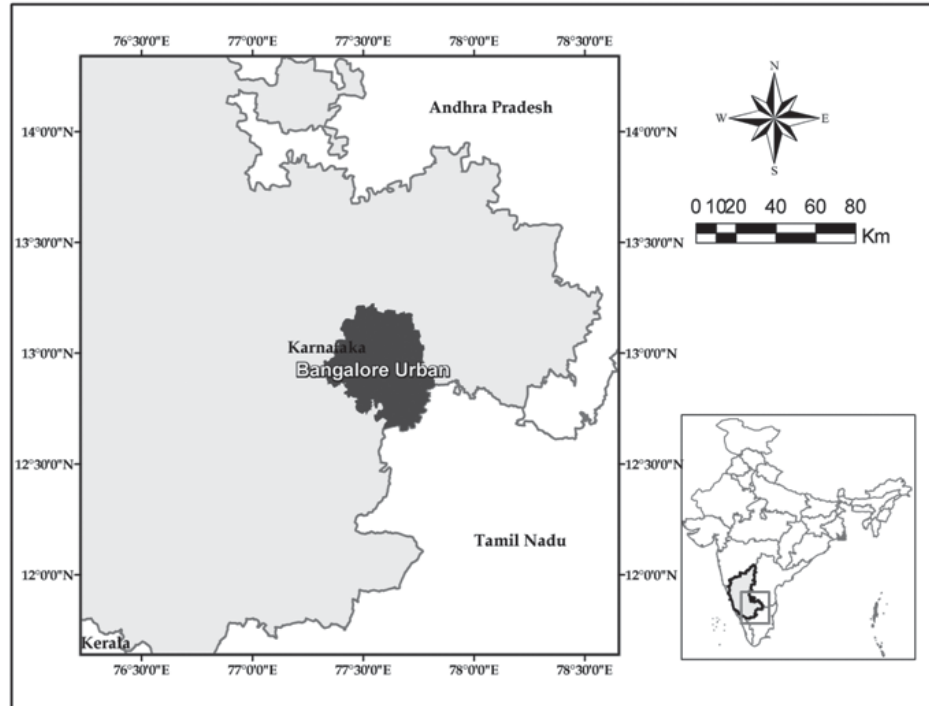 76°30'0"E 77°0'0"E 77°30'0"E 78°0'0"E 78°30'0"E
Andhra Pradesh
N
W E
S
14°0'0"N 14°0'0"N
0 1020 40 60 80
Km
13°30'0"N 13°30'0"N
13°0'0"N 13°0'0"N
Karnataka
Bangalore Urban
12°30'0"N 12°30'0"N
Tamil Nadu
12°0'0"N 12°0'0"N
Kerala
76°30'0"E 77°0'0"E 77°30'0"E 78°0'0"E 78°30'0"E